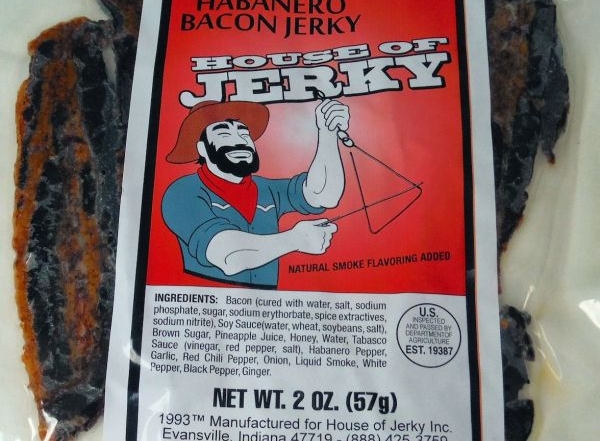 HABANERO
BACON JERKY
HOUSE OF
JERKY
NATURAL SMOKE FLAVORING ADDED
INGREDIENTS: Bacon (cured with water, salt, sodium
phosphate, sugar, sodium erythorbate, spice extractives,
sodium nitrite), Soy Sauce(water, wheat, soybeans, salt),
Brown Sugar, Pineapple Juice, Honey, Water, Tabasco
Sauce (vinegar, red pepper, salt), Habanero Pepper,
Garlic, Red Chili Pepper, Onion, Liquid Smoke, White
Pepper, Black Pepper, Ginger.
U.S.
INSPECTED
AND PASSED BY
DEPARTMENT OF
AGRICULTURE
EST. 19387
NET WT. 2 OZ. (57g)
1993™ Manufactured for House of Jerky Inc.
Evansville, Indiana 47719 - (888) 425-3759